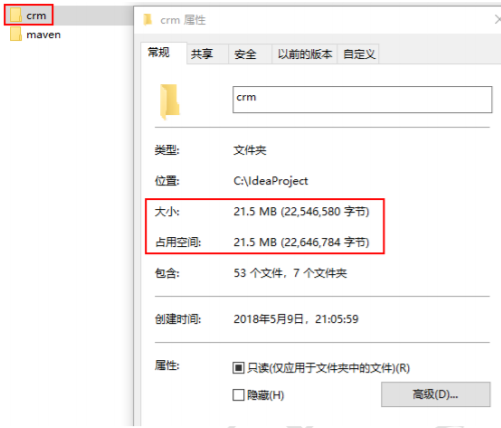 crm
maven
crm 属性
常规 共享 安全 以前的版本 自定义
crm
类型: 文件夹
位置: C:\IdeaProject
大小: 21.5 MB (22,546,580 字节)
占用空间: 21.5 MB (22,646,784 字节)
包含: 53 个文件，7 个文件夹
创建时间: 2018年5月9日，21:05:59
属性: 只读(仅应用于文件夹中的文件)(R)
隐藏(H) 高级(D)...